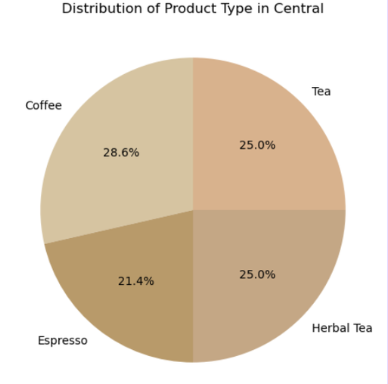 Distribution of Product Type in Central
Tea
Coffee
25.0%
28.6%
21.4%
25.0%
Herbal Tea
Espresso